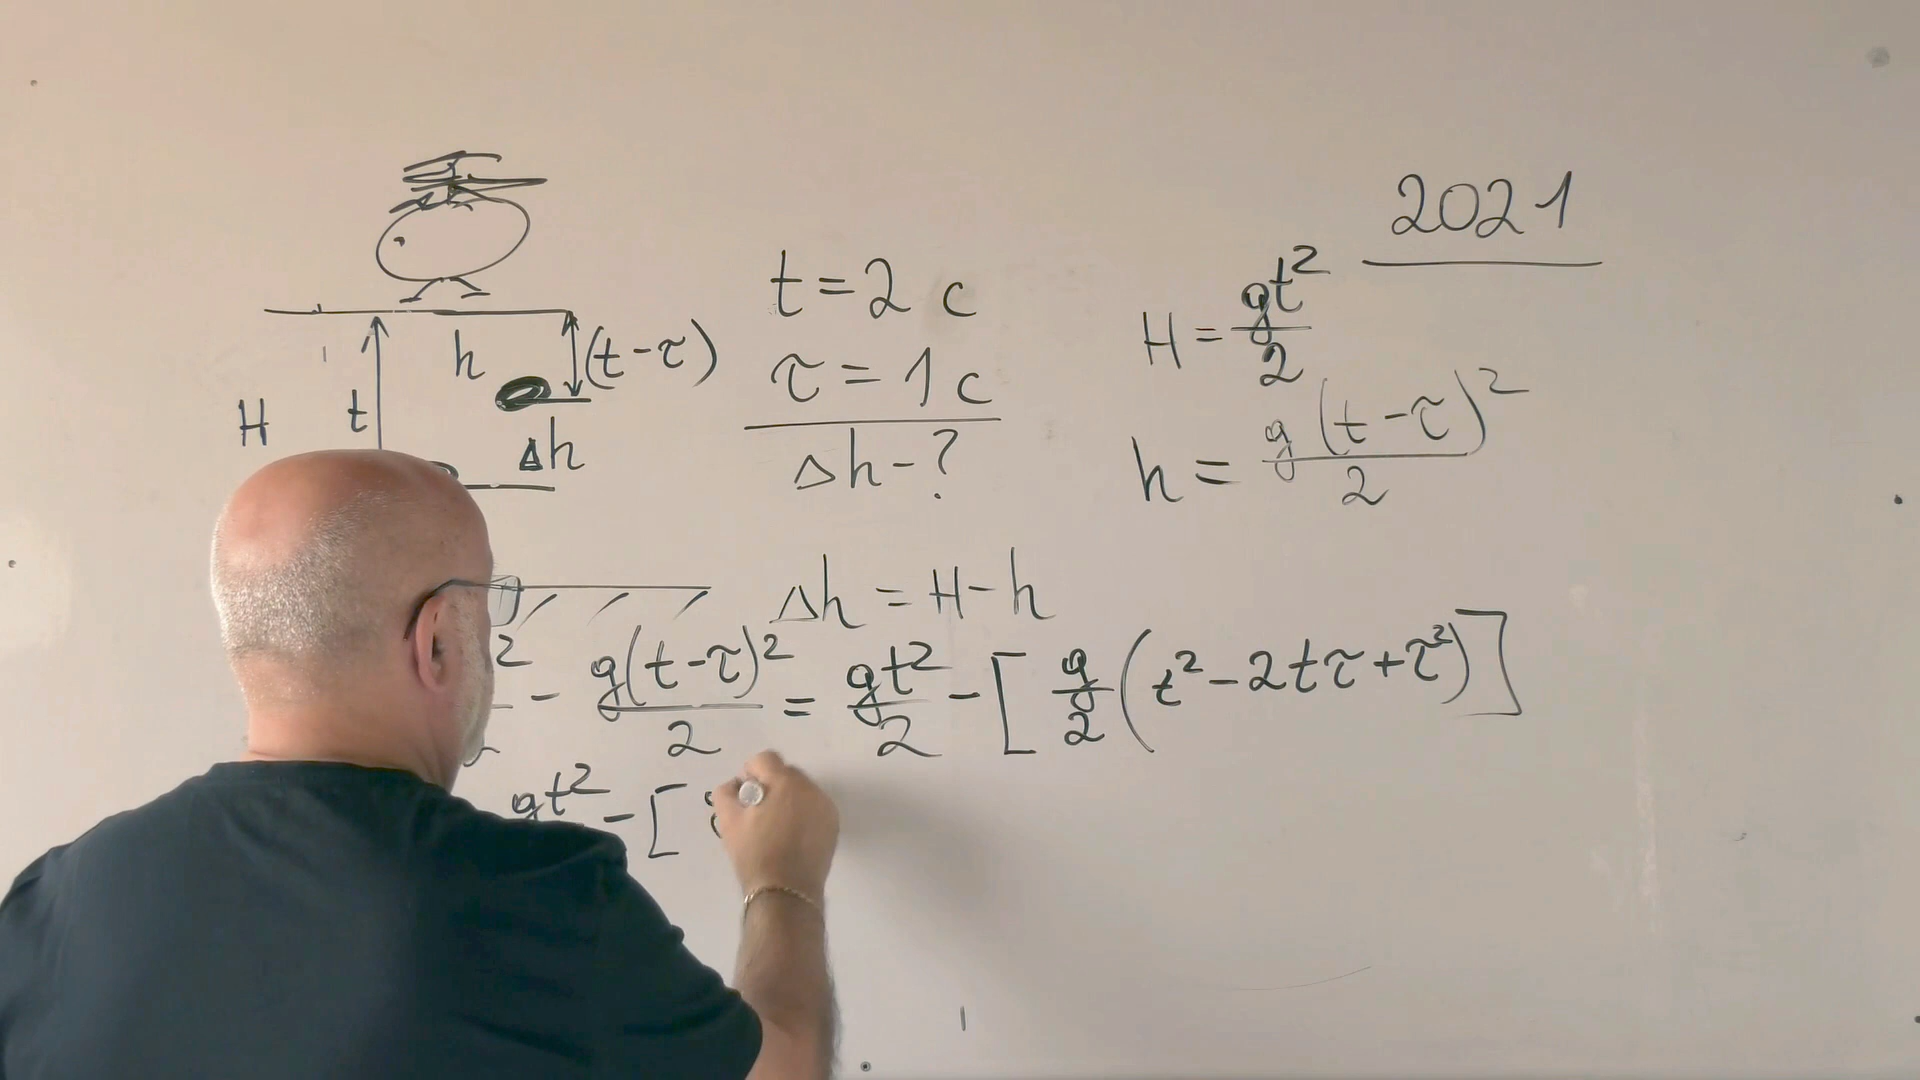 2021
t = 2 c
τ = 1 c
Δh - ?
H = gt²/2
h = g(t-τ)²/2
h
(t-τ)
H
t
Δh
Δh = H - h
² - g(t-τ)²/2 = gt²/2 - [g/2(t² - 2tτ + τ²)]
gt² - [